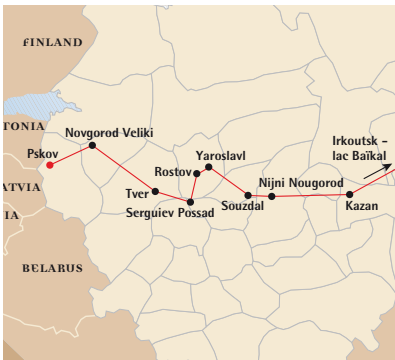 FINLAND
TONIA
Novgorod Veliki
Pskov
Irkoutsk –
lac Baïkal
Yaroslavl
Rostov
ATVIA
Nijni Nougorod
Tver
Souzdal
Kazan
Serguiev Possad
IA
BELARUS